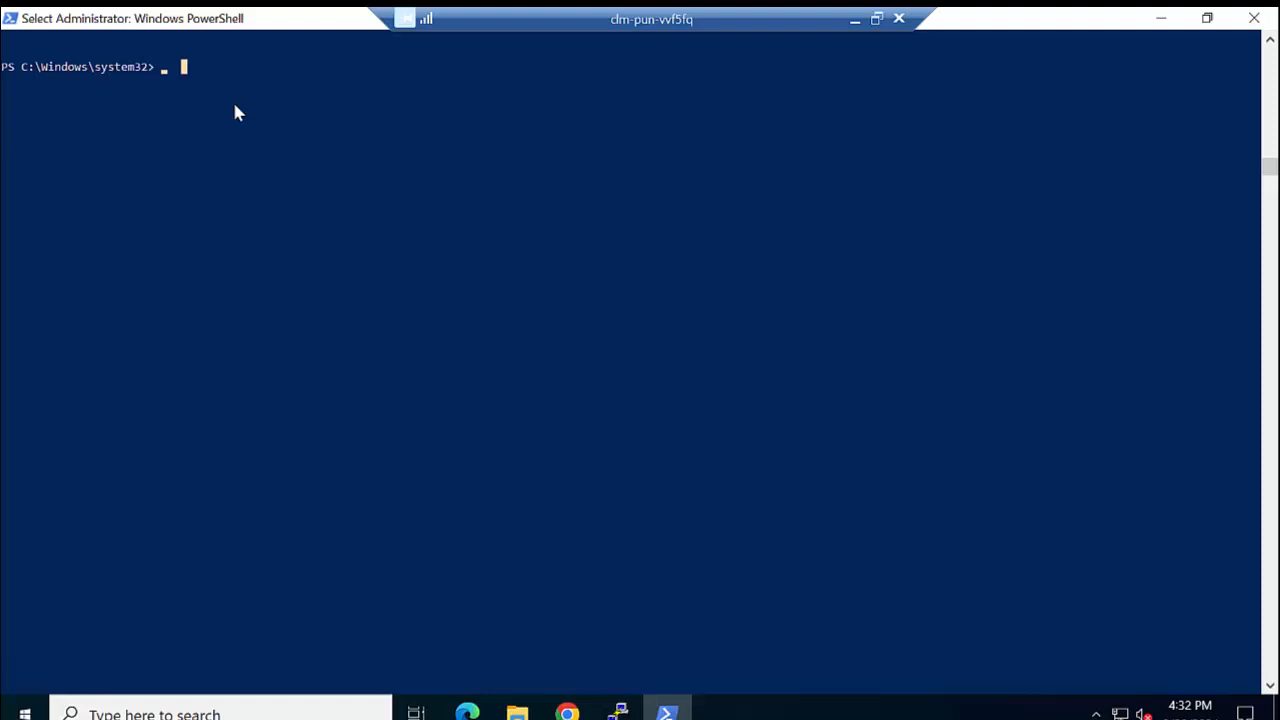 Select Administrator: Windows PowerShell
dm-pun-vvf5fq
PS C:\Windows\system32> _
Type here to search
4:32 PM